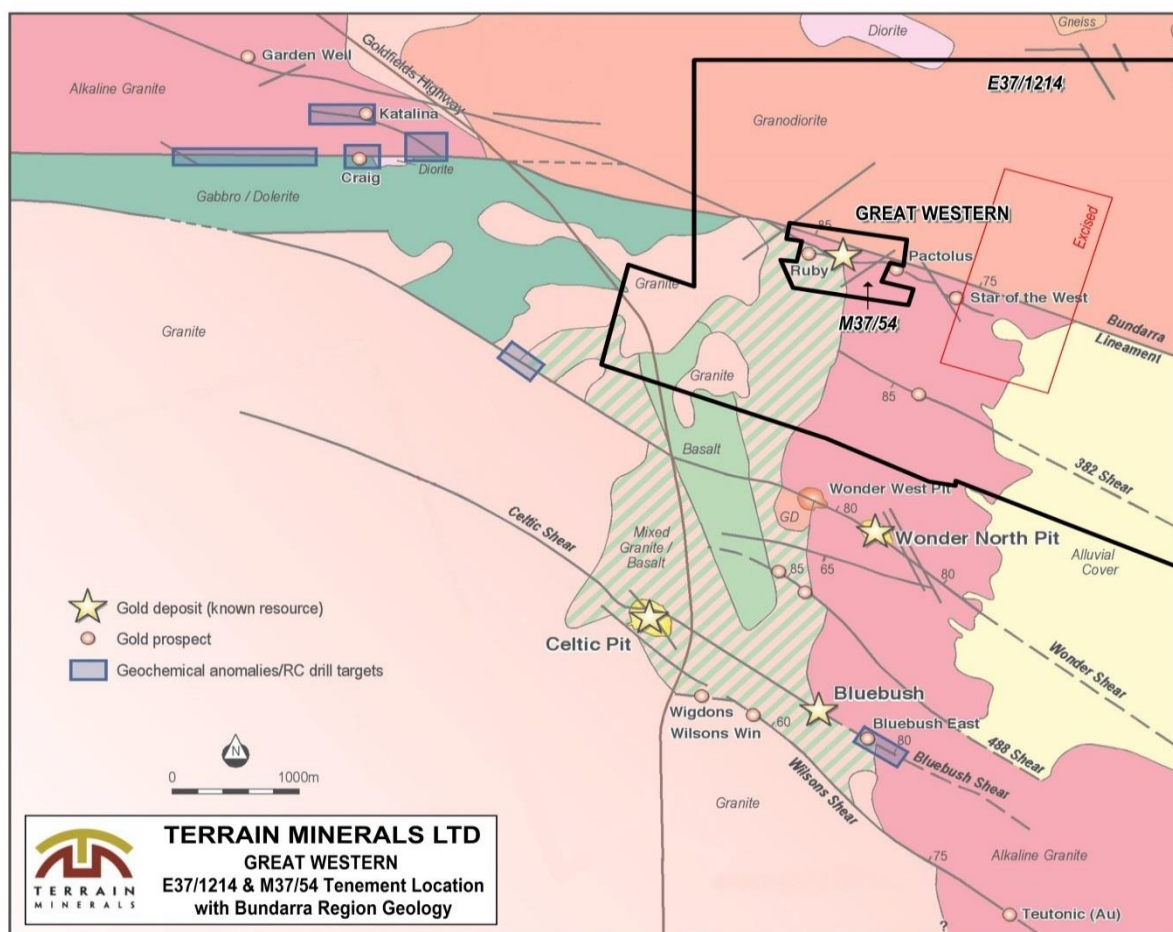 Gneiss
Diorite
Garden Well
Goldfields Highway
E37/1214
Alkaline Granite
Katalina
Granodiorite
Craig
Diorite
Gabbro / Dolerite
Excised
GREAT WESTERN
85
Ruby
Pactolus
75
Star of the West
M37/54
Bundarra
Lineament
Granite
Granite
Granite
85
Basalt
382 Shear
Wonder West Pit
GD
80
Wonder North Pit
Celtic Shear
Mixed
Granite /
Basalt
Alluvial
Cover
85
65
80
Gold deposit (known resource)
Gold prospect
Geochemical anomalies/RC drill targets
Celtic Pit
Wonder Shear
Bluebush
Wigdons
Wilsons Win
60
Bluebush East
80
488 Shear
Bluebush Shear
N
0
1000m
Wilsons Shear
Granite
75
Alkaline Granite
Teutonic (Au)
?
TERRAIN
MINERALS
TERRAIN MINERALS LTD
GREAT WESTERN
E37/1214 & M37/54 Tenement Location
with Bundarra Region Geology